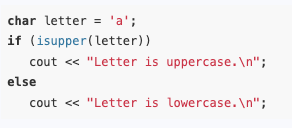 char letter = 'a';
if (isupper(letter))
   cout << "Letter is uppercase.\n";
else
   cout << "Letter is lowercase.\n";